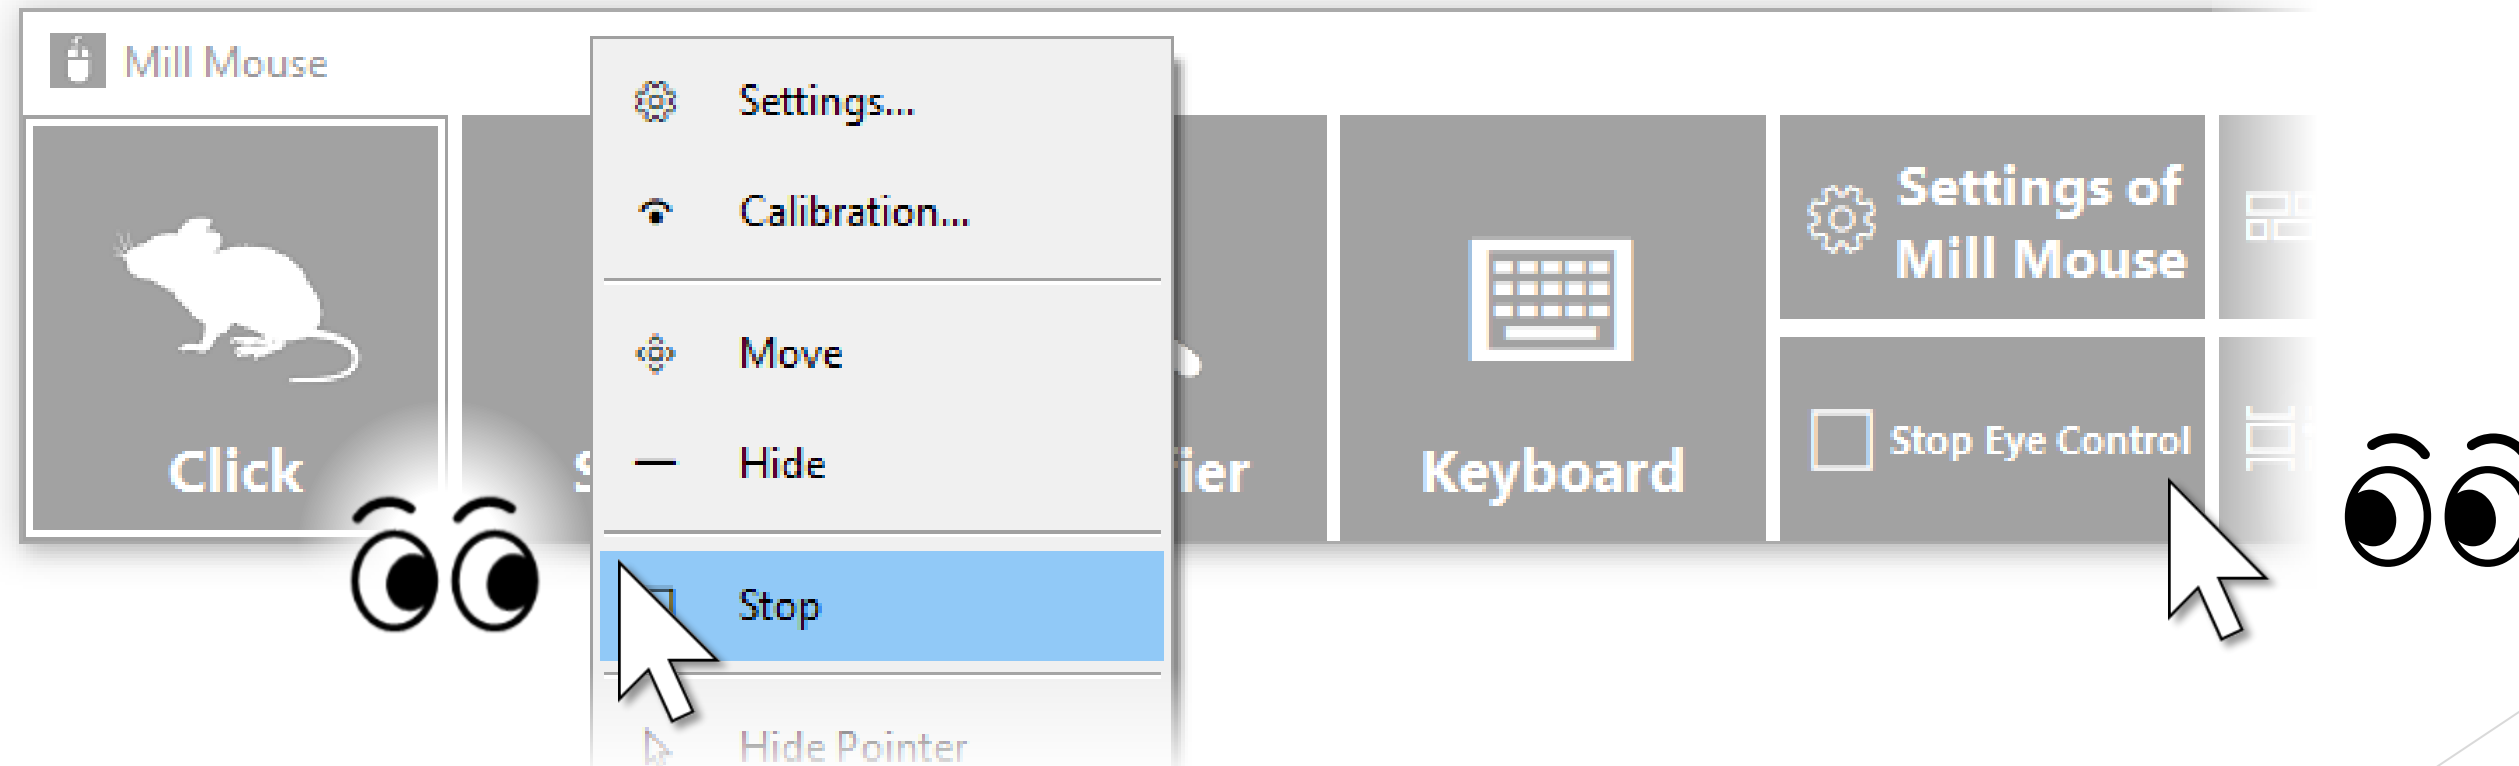 Mill Mouse
Click
Settings...
Calibration...
Move
Hide
Stop
Hide Pointer
Keyboard
Settings of
Mill Mouse
Stop Eye Control